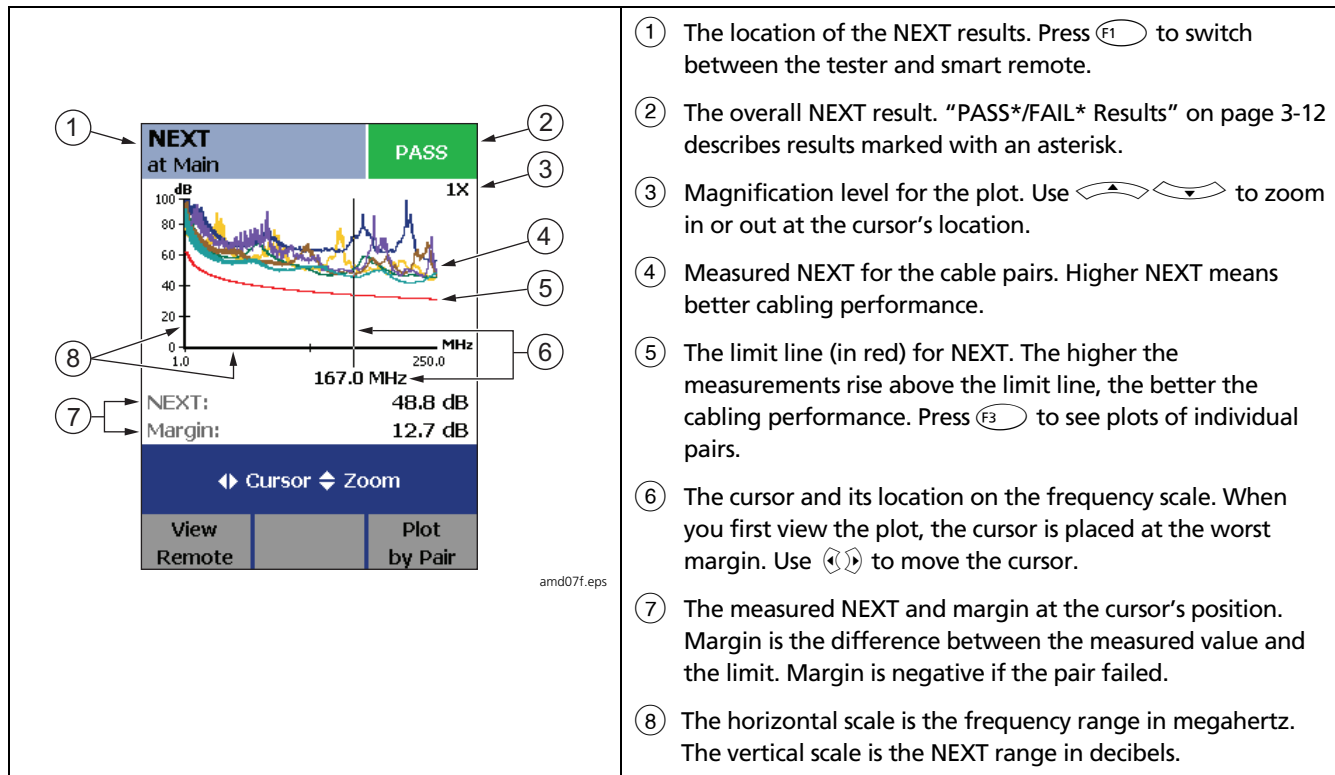 1
NEXT
at Main
PASS
2
3
dB
1X
100
80
60
40
20
0
4
5
1.0
250.0
MHz
167.0 MHz
6
8
7
NEXT: 48.8 dB
Margin: 12.7 dB
Cursor Zoom
View
Remote
Plot
by Pair
amd07f.eps
1 The location of the NEXT results. Press F1 to switch
between the tester and smart remote.
2 The overall NEXT result. “PASS*/FAIL* Results” on page 3-12
describes results marked with an asterisk.
3 Magnification level for the plot. Use to zoom
in or out at the cursor’s location.
4 Measured NEXT for the cable pairs. Higher NEXT means
better cabling performance.
5 The limit line (in red) for NEXT. The higher the
measurements rise above the limit line, the better the
cabling performance. Press F3 to see plots of individual
pairs.
6 The cursor and its location on the frequency scale. When
you first view the plot, the cursor is placed at the worst
margin. Use to move the cursor.
7 The measured NEXT and margin at the cursor’s position.
Margin is the difference between the measured value and
the limit. Margin is negative if the pair failed.
8 The horizontal scale is the frequency range in megahertz.
The vertical scale is the NEXT range in decibels.